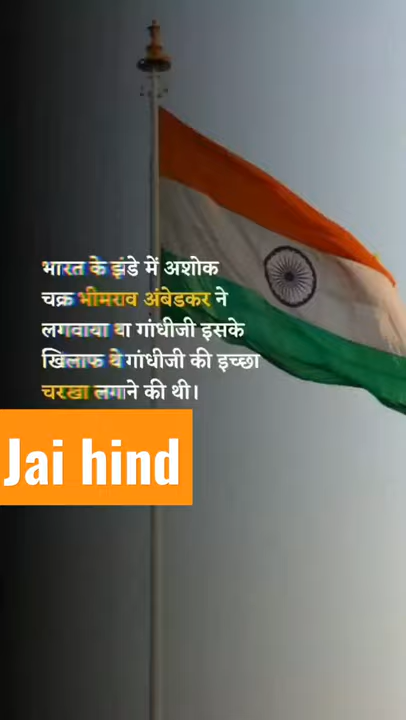 भारत के झंडे में अशोक
चक्र भीमराव अंबेडकर ने
लगवाया था गांधीजी इसके
खिलाफ थे गांधीजी की इच्छा
चरखा लगाने की थी।
Jai hind